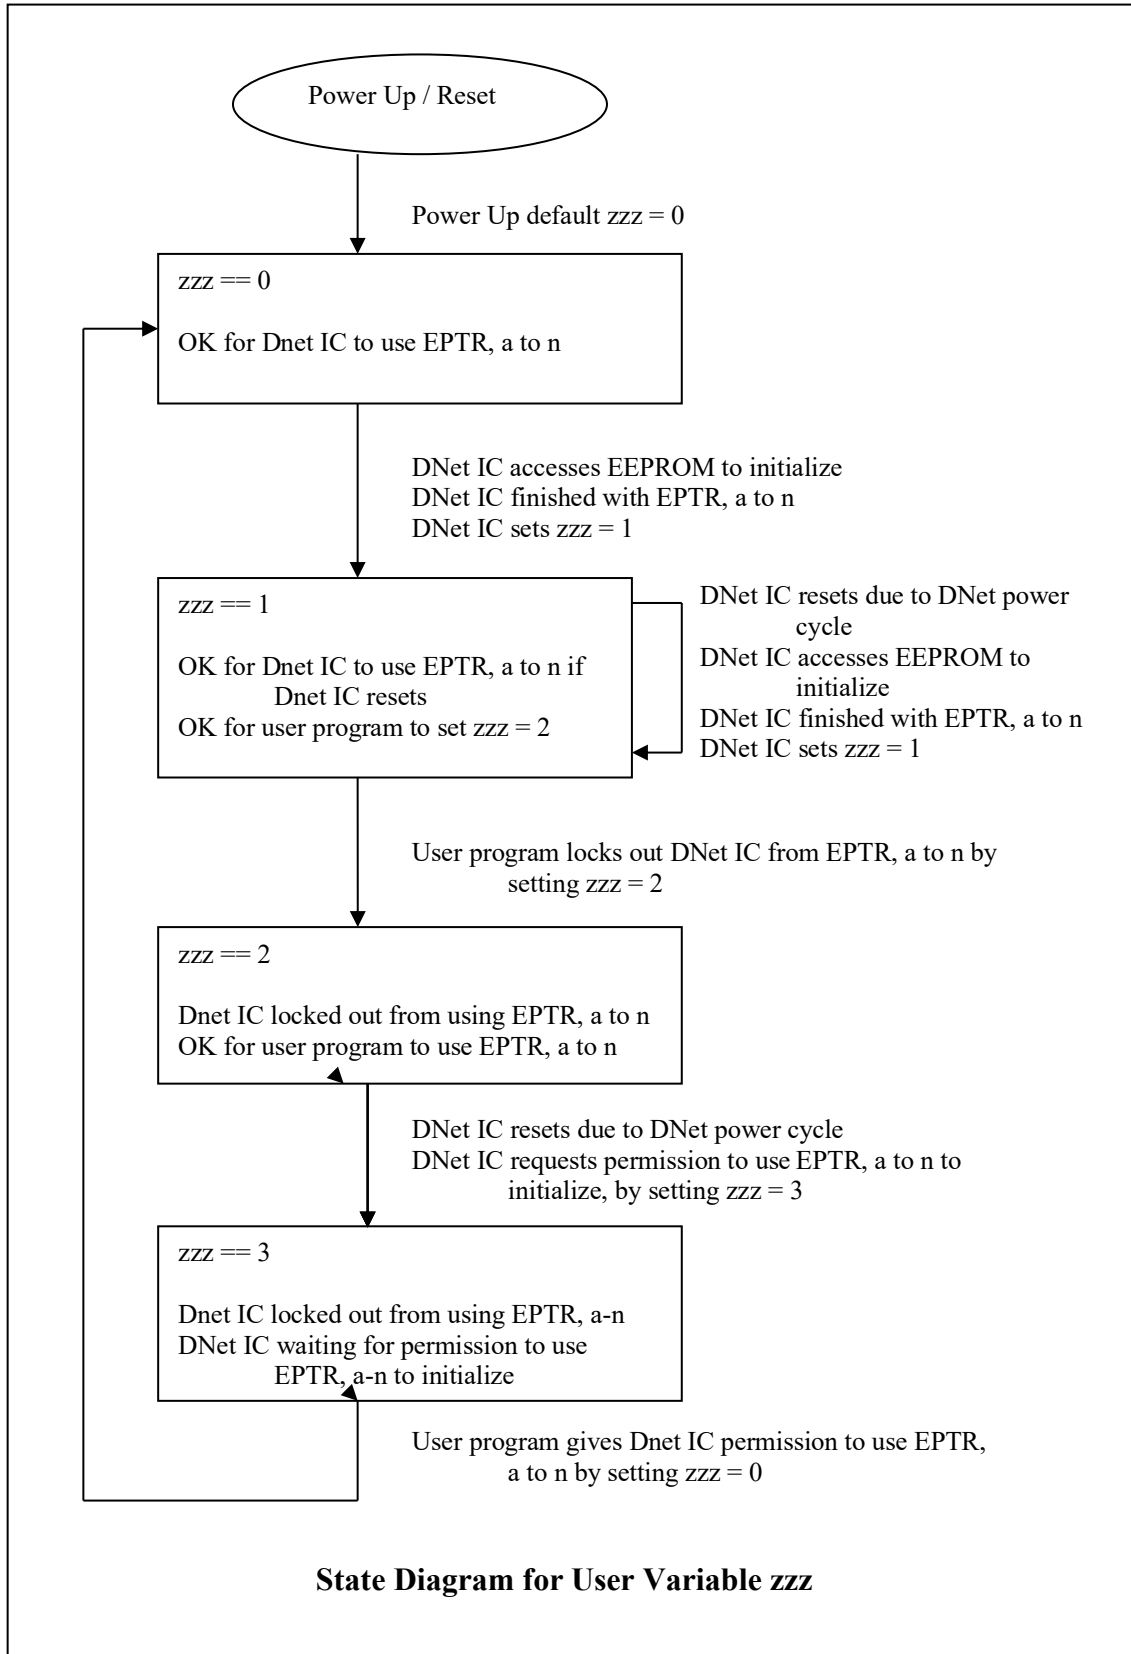 Power Up / Reset
Power Up default zzz = 0
zzz == 0
OK for Dnet IC to use EPTR, a to n
DNet IC accesses EEPROM to initialize
DNet IC finished with EPTR, a to n
DNet IC sets zzz = 1
zzz == 1
OK for Dnet IC to use EPTR, a to n if
Dnet IC resets
OK for user program to set zzz = 2
DNet IC resets due to DNet power
cycle
DNet IC accesses EEPROM to
initialize
DNet IC finished with EPTR, a to n
DNet IC sets zzz = 1
User program locks out DNet IC from EPTR, a to n by
setting zzz = 2
zzz == 2
Dnet IC locked out from using EPTR, a to n
OK for user program to use EPTR, a to n
DNet IC resets due to DNet power cycle
DNet IC requests permission to use EPTR, a to n to
initialize, by setting zzz = 3
zzz == 3
Dnet IC locked out from using EPTR, a-n
DNet IC waiting for permission to use
EPTR, a-n to initialize
User program gives Dnet IC permission to use EPTR,
a to n by setting zzz = 0
State Diagram for User Variable zzz